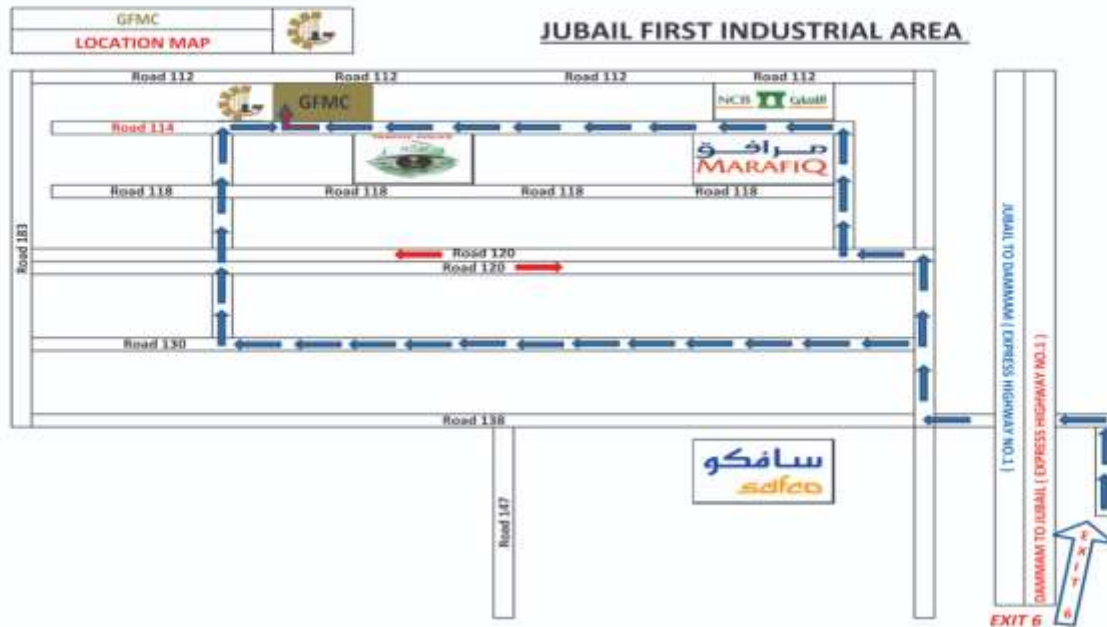 GFMC
LOCATION MAP
JUBAIL FIRST INDUSTRIAL AREA
Road 112
Road 112
Road 112
Road 112
GFMC
NCB
الأهلي
Road 114
مرافق
MARAFIQ
Road 118
Road 118
Road 118
Road 118
Road 183
Road 120
Road 120
Road 130
Road 138
سافكو
safco
Road 147
JUBAIL TO DAMMAM ( EXPRESS HIGHWAY NO.1 )
DAMMAM TO JUBAIL ( EXPRESS HIGHWAY NO.1 )
EXIT 6
EXIT 6